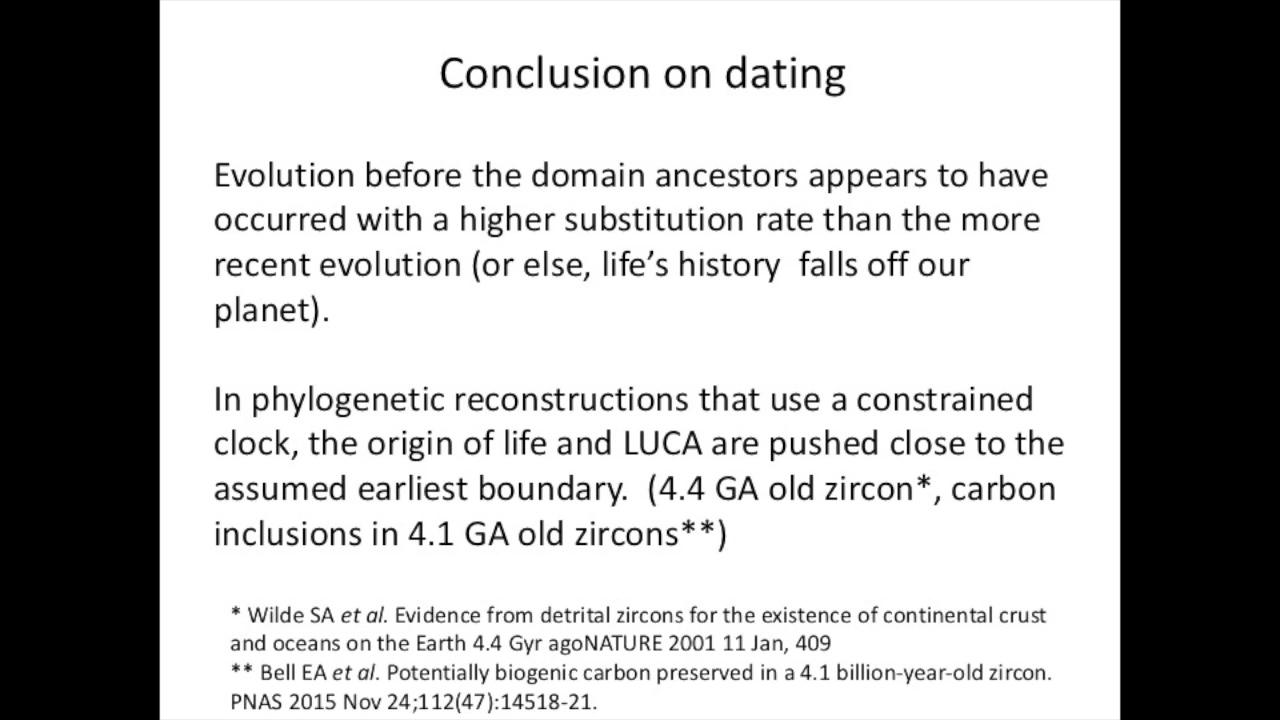 Conclusion on dating
Evolution before the domain ancestors appears to have
occurred with a higher substitution rate than the more
recent evolution (or else, life’s history  falls off our
planet).
In phylogenetic reconstructions that use a constrained
clock, the origin of life and LUCA are pushed close to the
assumed earliest boundary.  (4.4 GA old zircon*, carbon
inclusions in 4.1 GA old zircons**)
* Wilde SA et al. Evidence from detrital zircons for the existence of continental crust
and oceans on the Earth 4.4 Gyr agoNATURE 2001 11 Jan, 409
** Bell EA et al. Potentially biogenic carbon preserved in a 4.1 billion-year-old zircon.
PNAS 2015 Nov 24;112(47):14518-21.